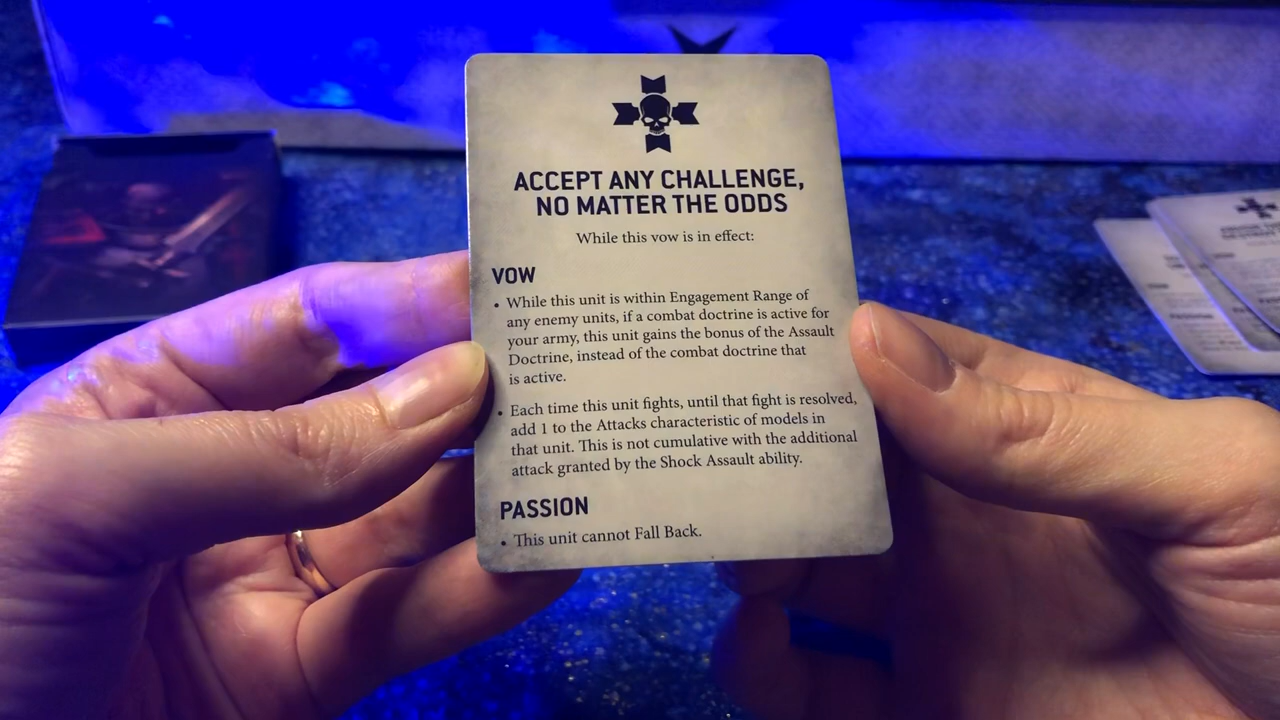 ACCEPT ANY CHALLENGE,
NO MATTER THE ODDS
While this vow is in effect:
VOW
• While this unit is within Engagement Range of
any enemy units, if a combat doctrine is active for
your army, this unit gains the bonus of the Assault
Doctrine, instead of the combat doctrine that
is active.
• Each time this unit fights, until that fight is resolved,
add 1 to the Attacks characteristic of models in
that unit. This is not cumulative with the additional
attack granted by the Shock Assault ability.
PASSION
• This unit cannot Fall Back.